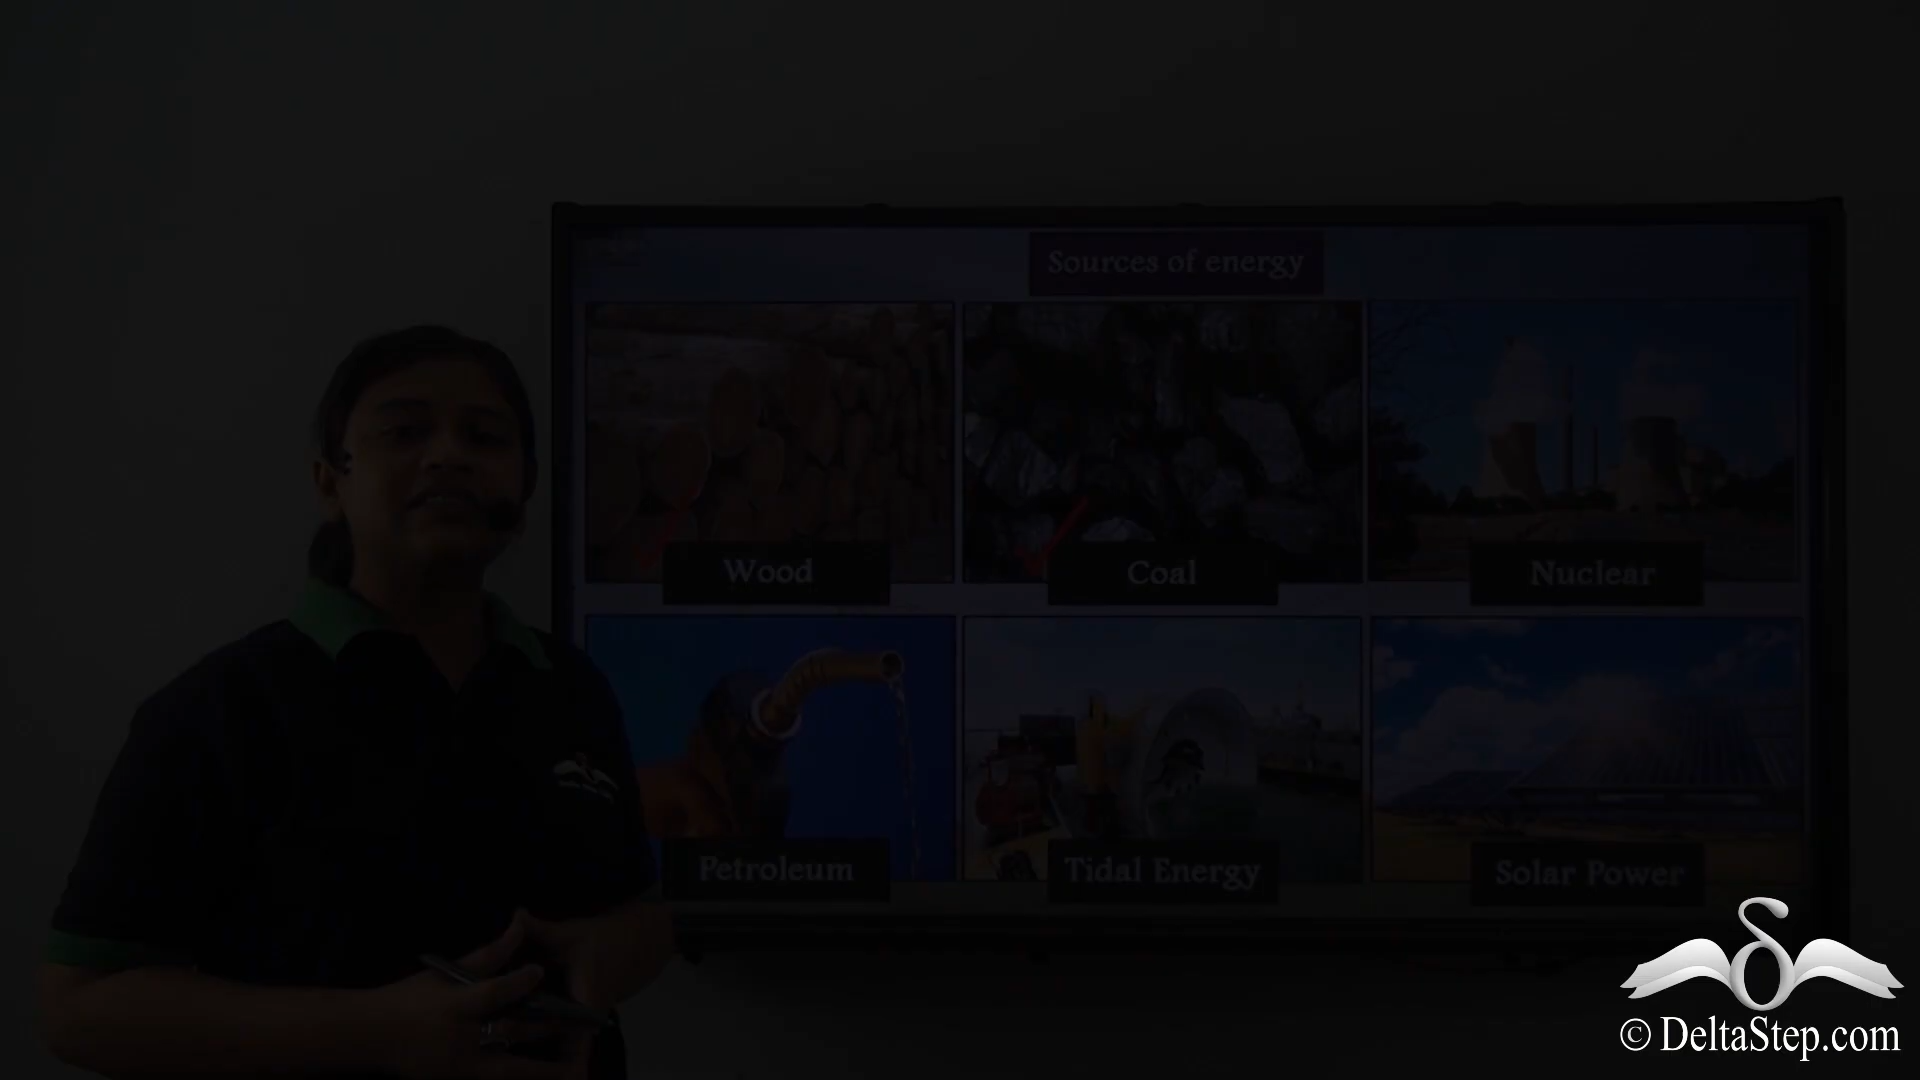 Sources of energy
Wood
Coal
Nuclear
Petroleum
Tidal Energy
Solar Power
© DeltaStep.com